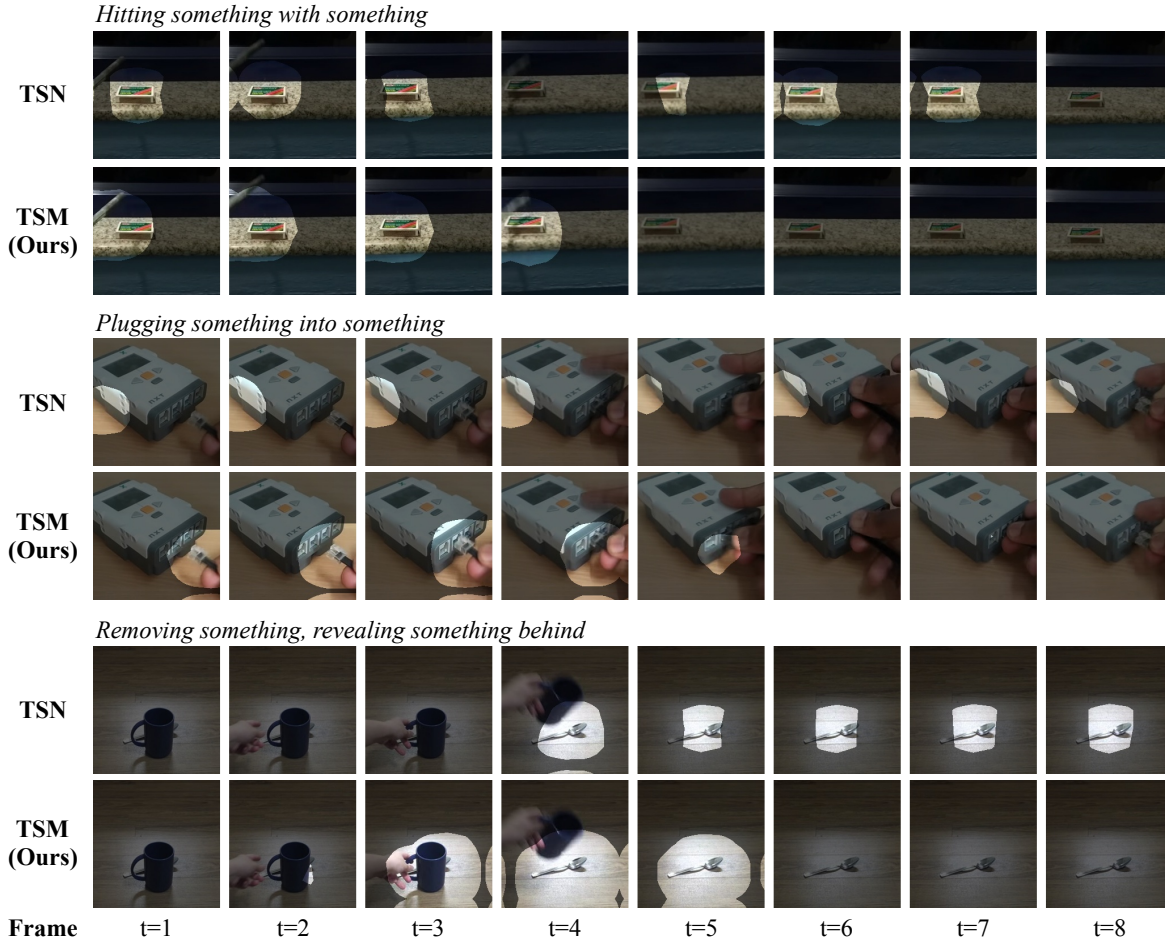 Hitting something with something
TSN
TSM
(Ours)
Plugging something into something
TSN
NXT
TSM
(Ours)
Removing something, revealing something behind
TSN
TSM
(Ours)
Frame t=1 t=2 t=3 t=4 t=5 t=6 t=7 t=8